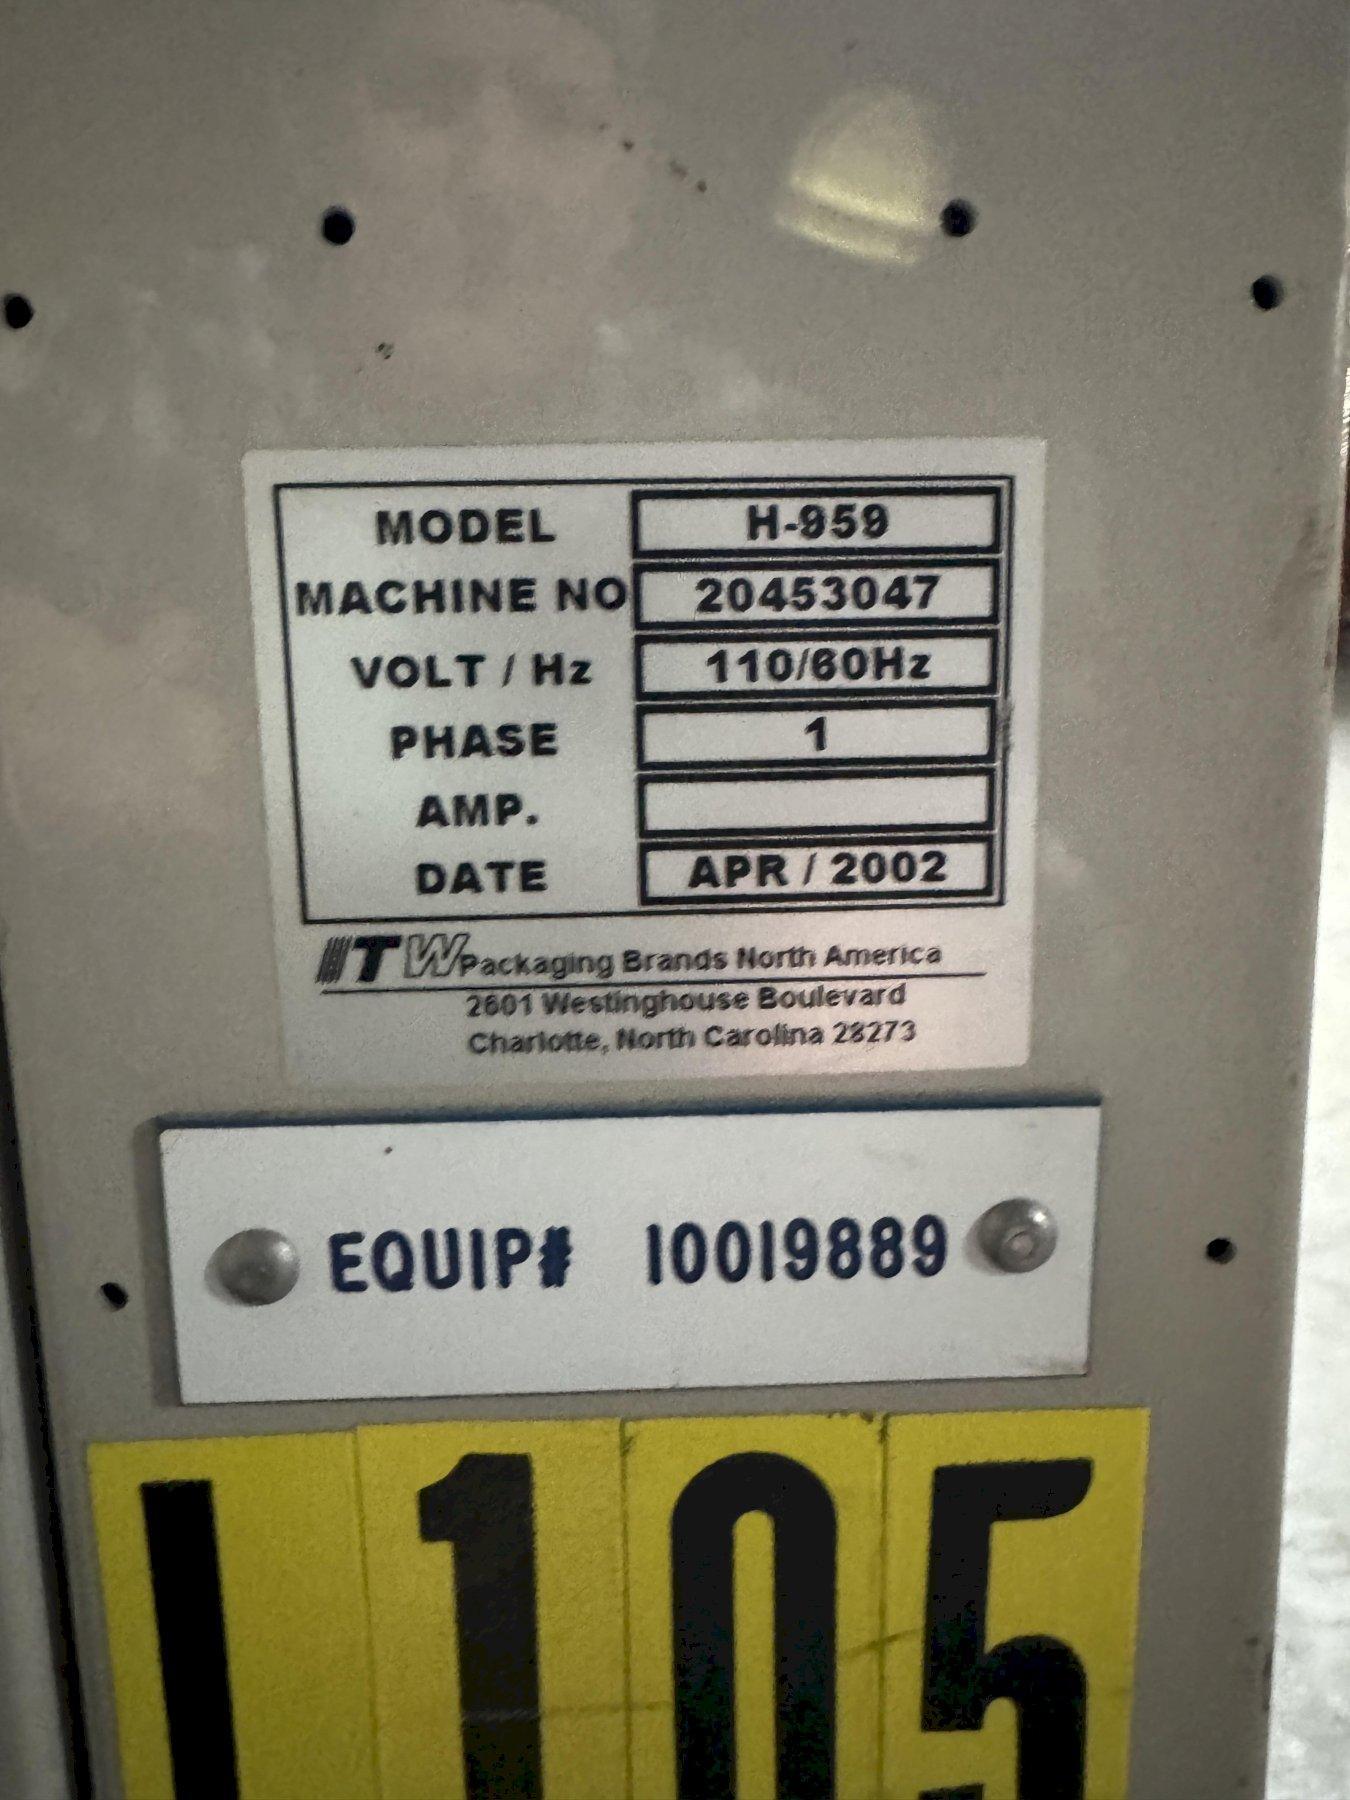 MODEL H-959
MACHINE NO 20453047
VOLT / Hz 110/60Hz
PHASE 1
AMP.
DATE APR / 2002
ITW Packaging Brands North America
2601 Westinghouse Boulevard
Charlotte, North Carolina 28273
EQUIP# 10019889
105